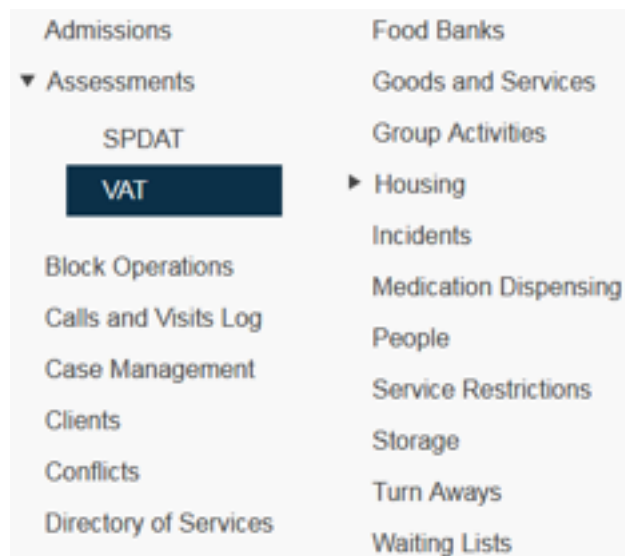 Admissions
Assessments
SPDAT
VAT
Block Operations
Calls and Visits Log
Case Management
Clients
Conflicts
Directory of Services
Food Banks
Goods and Services
Group Activities
Housing
Incidents
Medication Dispensing
People
Service Restrictions
Storage
Turn Aways
Waiting Lists